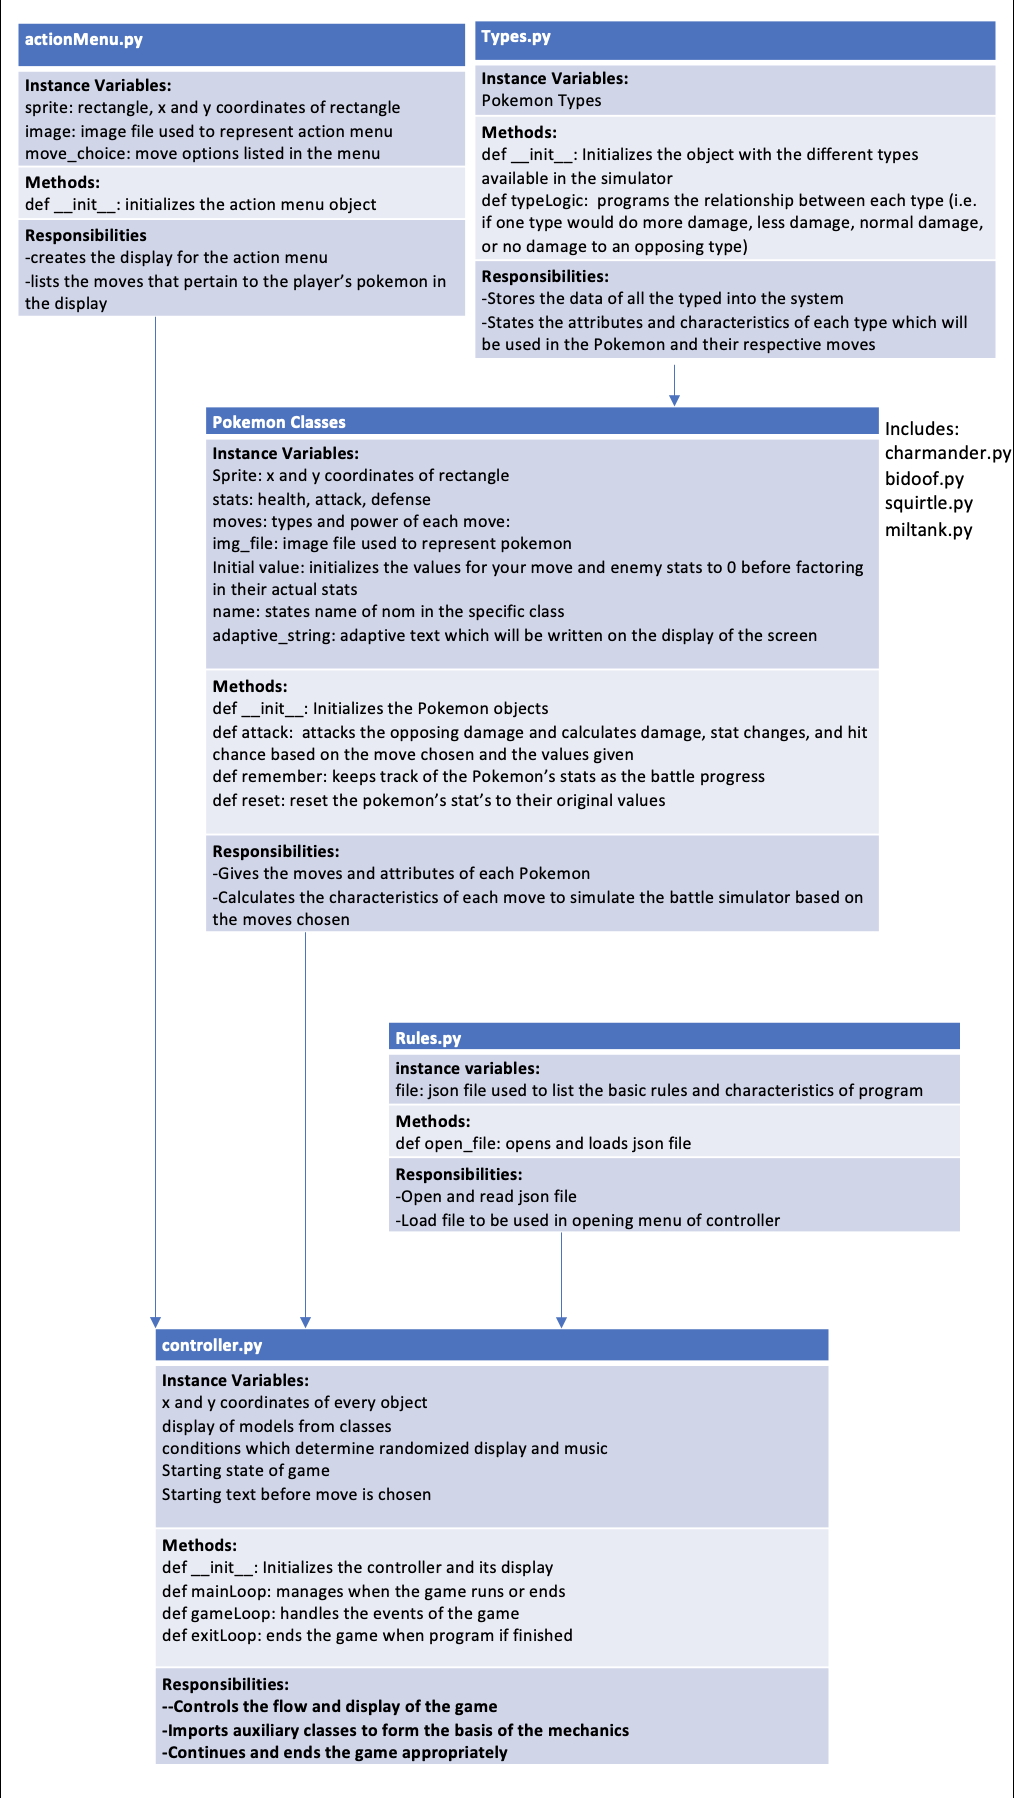 actionMenu.py
Instance Variables:
sprite: rectangle, x and y coordinates of rectangle
image: image file used to represent action menu
move_choice: move options listed in the menu
Methods:
def __init__: initializes the action menu object
Responsibilities
-creates the display for the action menu
-lists the moves that pertain to the player’s pokemon in
the display
Types.py
Instance Variables:
Pokemon Types
Methods:
def __init__: Initializes the object with the different types
available in the simulator
def typeLogic:  programs the relationship between each type (i.e.
if one type would do more damage, less damage, normal damage,
or no damage to an opposing type)
Responsibilities:
-Stores the data of all the typed into the system
-States the attributes and characteristics of each type which will
be used in the Pokemon and their respective moves
Pokemon Classes
Instance Variables:
Sprite: x and y coordinates of rectangle
stats: health, attack, defense
moves: types and power of each move:
img_file: image file used to represent pokemon
Initial value: initializes the values for your move and enemy stats to 0 before factoring
in their actual stats
name: states name of nom in the specific class
adaptive_string: adaptive text which will be written on the display of the screen
Methods:
def __init__: Initializes the Pokemon objects
def attack:  attacks the opposing damage and calculates damage, stat changes, and hit
chance based on the move chosen and the values given
def remember: keeps track of the Pokemon’s stats as the battle progress
def reset: reset the pokemon’s stat’s to their original values
Responsibilities:
-Gives the moves and attributes of each Pokemon
-Calculates the characteristics of each move to simulate the battle simulator based on
the moves chosen
Includes:
charmander.py
bidoof.py
squirtle.py
miltank.py
Rules.py
instance variables:
file: json file used to list the basic rules and characteristics of program
Methods:
def open_file: opens and loads json file
Responsibilities:
-Open and read json file
-Load file to be used in opening menu of controller
controller.py
Instance Variables:
x and y coordinates of every object
display of models from classes
conditions which determine randomized display and music
Starting state of game
Starting text before move is chosen
Methods:
def __init__: Initializes the controller and its display
def mainLoop: manages when the game runs or ends
def gameLoop: handles the events of the game
def exitLoop: ends the game when program if finished
Responsibilities:
--Controls the flow and display of the game
-Imports auxiliary classes to form the basis of the mechanics
-Continues and ends the game appropriately